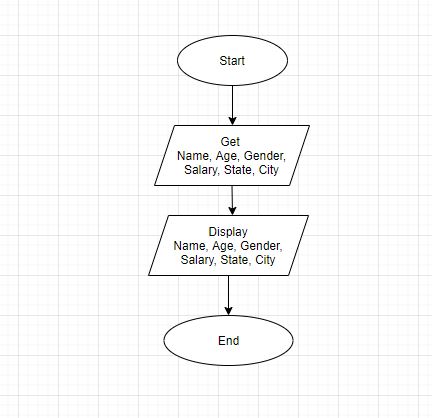 Start
Get
Name, Age, Gender,
Salary, State, City
Display
Name, Age, Gender,
Salary, State, City
End